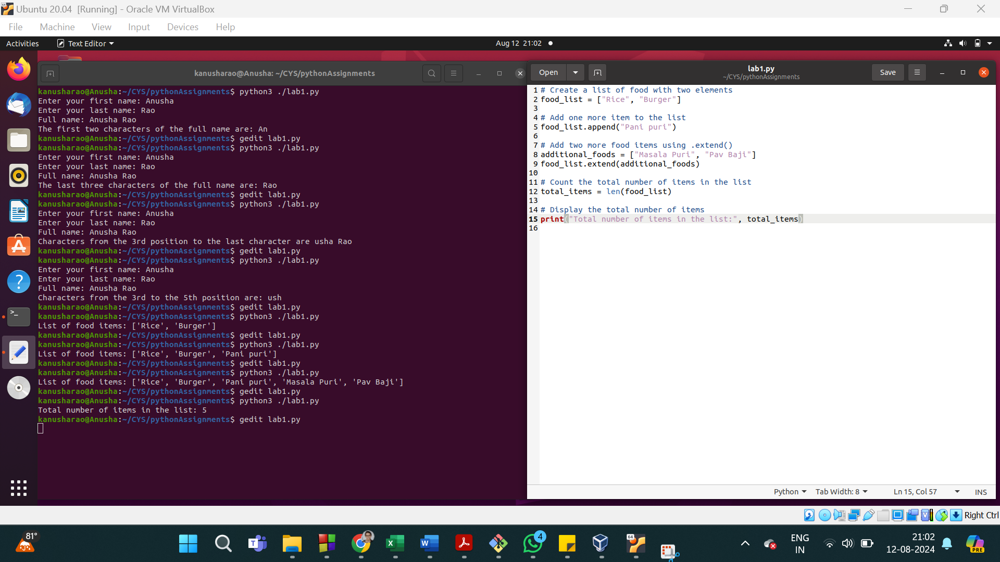 Ubuntu 20.04 [Running] - Oracle VM VirtualBox
File Machine View Input Devices Help
Activities Text Editor Aug 12 21:02
kanusharao@Anusha: ~/CYS/pythonAssignments
kanusharao@Anusha:~/CYS/pythonAssignments$ python3 ./lab1.py
Enter your first name: Anusha
Enter your last name: Rao
Full name: Anusha Rao
The first two characters of the full name are: An
kanusharao@Anusha:~/CYS/pythonAssignments$ gedit lab1.py
kanusharao@Anusha:~/CYS/pythonAssignments$ python3 ./lab1.py
Enter your first name: Anusha
Enter your last name: Rao
Full name: Anusha Rao
The last three characters of the full name are: Rao
kanusharao@Anusha:~/CYS/pythonAssignments$ gedit lab1.py
kanusharao@Anusha:~/CYS/pythonAssignments$ python3 ./lab1.py
Enter your first name: Anusha
Enter your last name: Rao
Full name: Anusha Rao
Characters from the 3rd position to the last character are usha Rao
kanusharao@Anusha:~/CYS/pythonAssignments$ gedit lab1.py
kanusharao@Anusha:~/CYS/pythonAssignments$ python3 ./lab1.py
Enter your first name: Anusha
Enter your last name: Rao
Full name: Anusha Rao
Characters from the 3rd to the 5th position are: ush
kanusharao@Anusha:~/CYS/pythonAssignments$ gedit lab1.py
kanusharao@Anusha:~/CYS/pythonAssignments$ python3 ./lab1.py
List of food items: ['Rice', 'Burger']
kanusharao@Anusha:~/CYS/pythonAssignments$ gedit lab1.py
kanusharao@Anusha:~/CYS/pythonAssignments$ python3 ./lab1.py
List of food items: ['Rice', 'Burger', 'Pani puri']
kanusharao@Anusha:~/CYS/pythonAssignments$ gedit lab1.py
kanusharao@Anusha:~/CYS/pythonAssignments$ python3 ./lab1.py
List of food items: ['Rice', 'Burger', 'Pani puri', 'Masala Puri', 'Pav Baji']
kanusharao@Anusha:~/CYS/pythonAssignments$ gedit lab1.py
kanusharao@Anusha:~/CYS/pythonAssignments$ python3 ./lab1.py
Total number of items in the list: 5
kanusharao@Anusha:~/CYS/pythonAssignments$ gedit lab1.py
Open lab1.py Save
~/CYS/pythonAssignments
1 # Create a list of food with two elements
2 food_list = ["Rice", "Burger"]
3
4 # Add one more item to the list
5 food_list.append("Pani puri")
6
7 # Add two more food items using .extend()
8 additional_foods = ["Masala Puri", "Pav Baji"]
9 food_list.extend(additional_foods)
10
11 # Count the total number of items in the list
12 total_items = len(food_list)
13
14 # Display the total number of items
15 print("Total number of items in the list:", total_items)
16
Python Tab Width: 8 Ln 15, Col 57 INS
Right Ctrl
81°
4
64
ENG
IN
21:02
12-08-2024
PRE